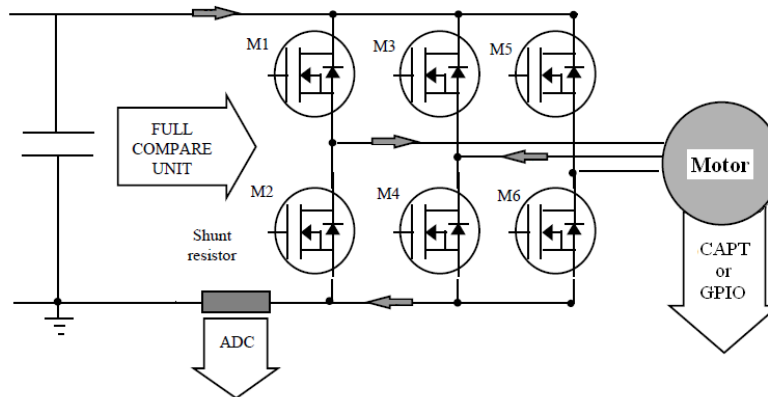 M1
M3
M5
FULL
COMPARE
UNIT
Motor
M2
M4
M6
Shunt
resistor
CAPT
or
GPIO
ADC